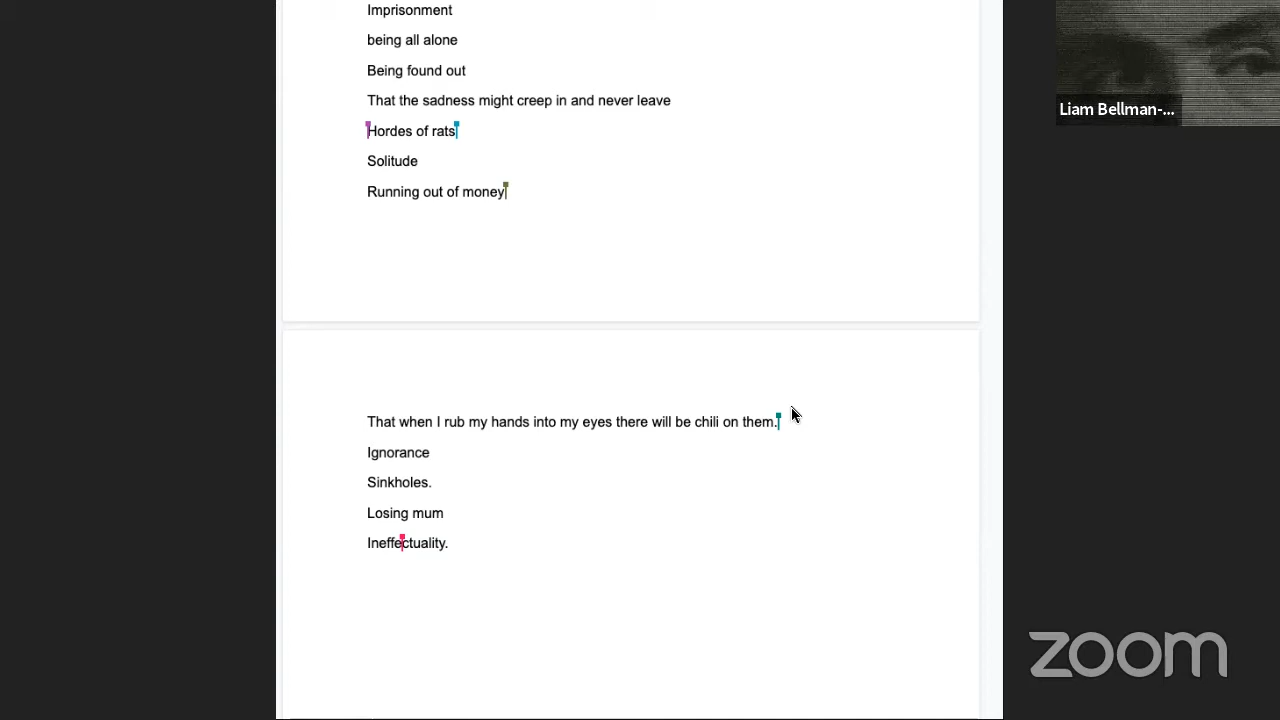 Imprisonment
being all alone
Being found out
That the sadness might creep in and never leave
Hordes of rats
Solitude
Running out of money
That when I rub my hands into my eyes there will be chili on them.
Ignorance
Sinkholes.
Losing mum
Ineffectuality.
Liam Bellman-...
zoom